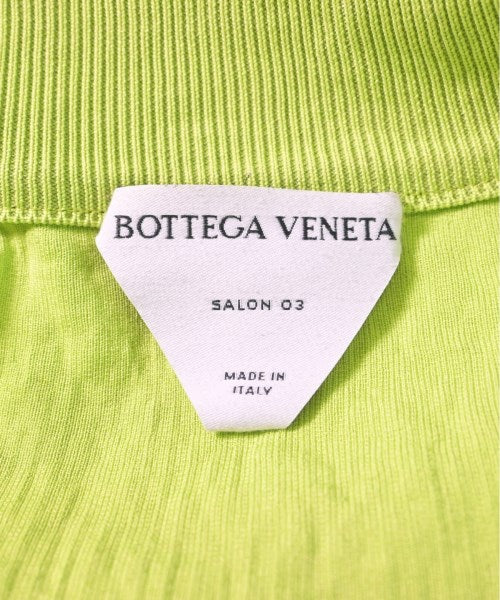 BOTTEGA VENETA
SALON 03
MADE IN
ITALY